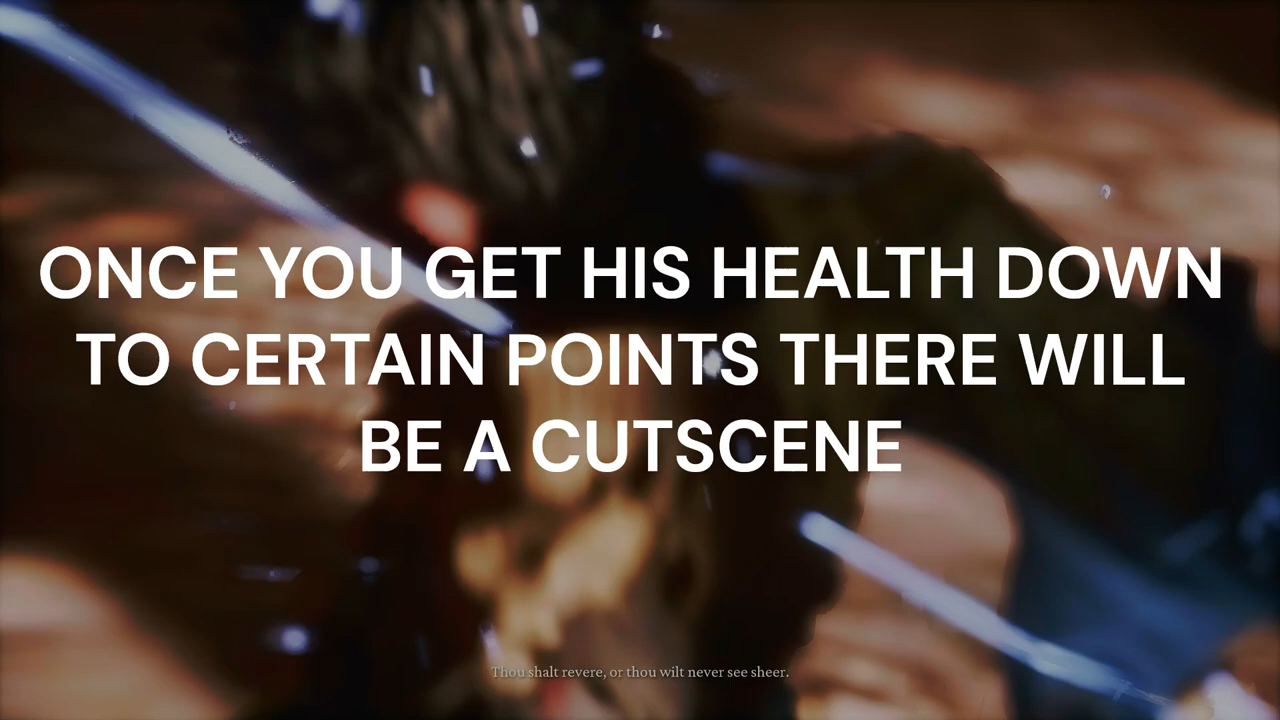 ONCE YOU GET HIS HEALTH DOWN
TO CERTAIN POINTS THERE WILL
BE A CUTSCENE
Thou shalt revere, or thou wilt never see sheer.